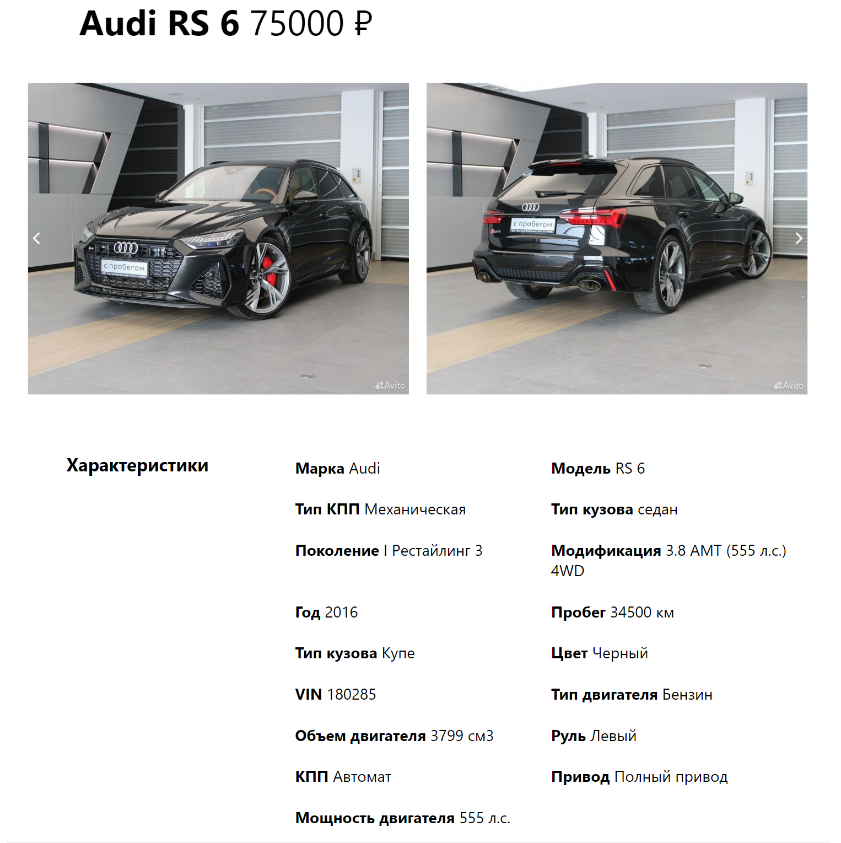 Audi RS 6 75000 ₽
с пробегом
с пробегом
Avito
Avito
Характеристики
Марка Audi
Модель RS 6
Тип КПП Механическая
Тип кузова седан
Поколение I Рестайлинг 3
Модификация 3.8 AMT (555 л.с.)
4WD
Год 2016
Пробег 34500 км
Тип кузова Купе
Цвет Черный
VIN 180285
Тип двигателя Бензин
Объем двигателя 3799 см3
Руль Левый
КПП Автомат
Привод Полный привод
Мощность двигателя 555 л.с.